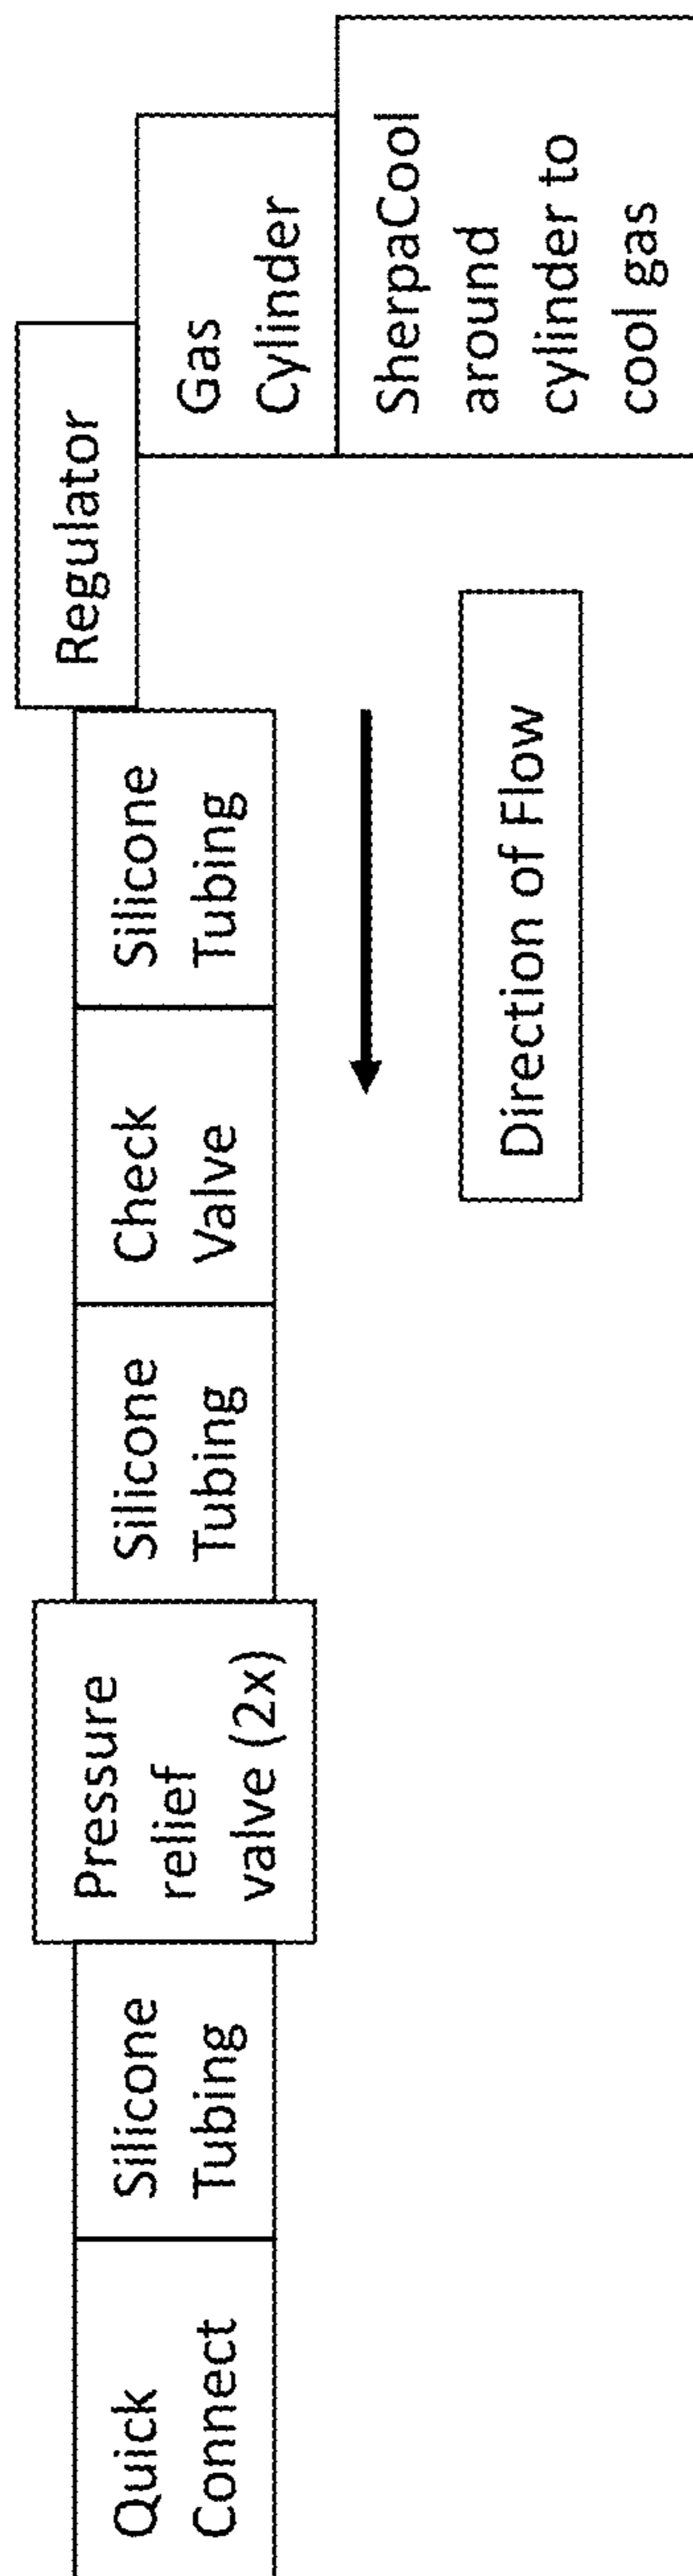 Quick
Connect
Silicone
Tubing
Pressure
relief
valve (2x)
Silicone
Tubing
Check
Valve
Silicone
Tubing
Regulator
Gas
Cylinder
SherpaCool
around
cylinder to
cool gas
Direction of Flow